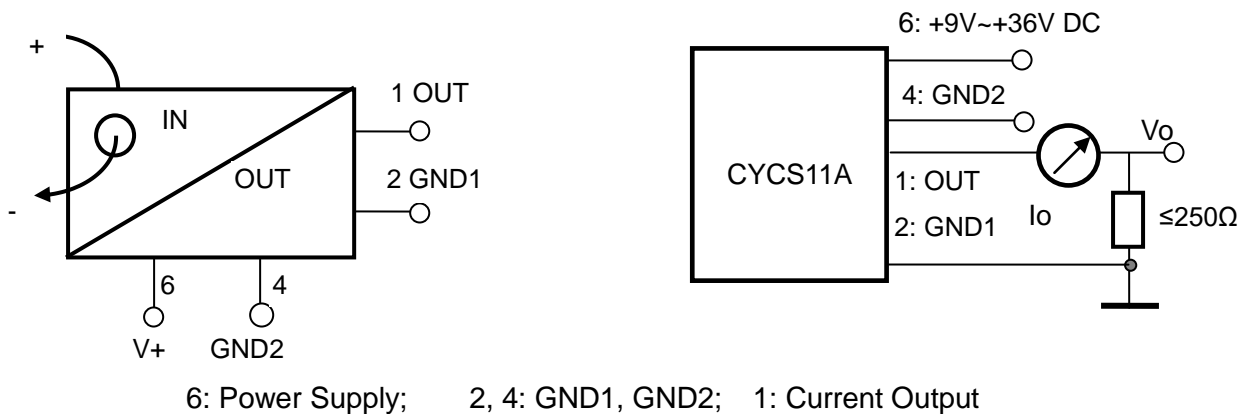 +
IN
1 OUT
OUT
2 GND1
-
6
4
V+
GND2
6: +9V~+36V DC
4: GND2
Vo
CYCS11A
1: OUT
2: GND1
Io
≤250Ω
6: Power Supply; 2, 4: GND1, GND2; 1: Current Output